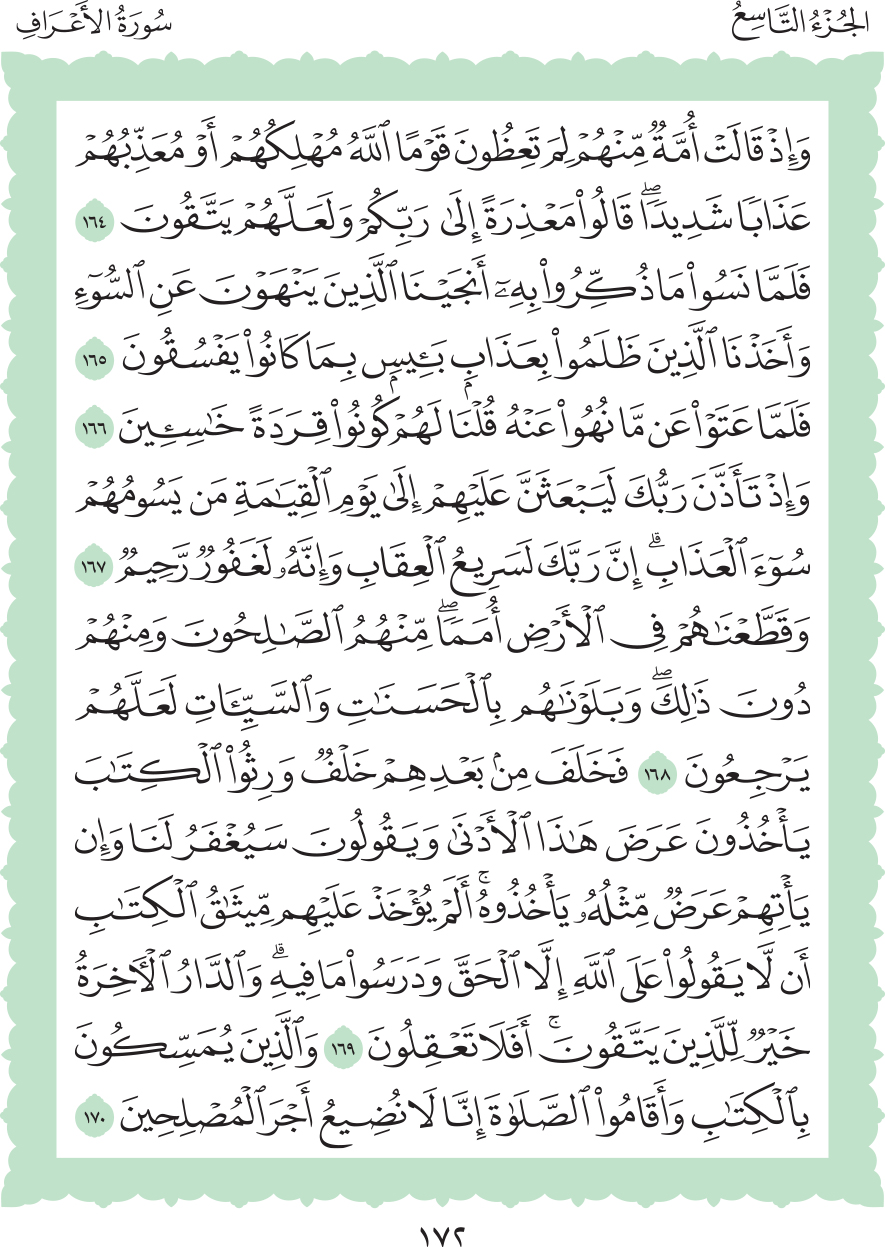 الجُزْءُ التَّاسِعُ
سُورَةُ الأَعْرَافِ
وَإِذْ قَالَتْ أُمَّةٌ مِّنْهُمْ لِمَ تَعِظُونَ قَوْمًا ٱللَّهُ مُهْلِكُهُمْ أَوْ مُعَذِّبُهُمْ
عَذَابًا شَدِيدًاۖ قَالُوا۟ مَعْذِرَةً إِلَىٰ رَبِّكُمْ وَلَعَلَّهُمْ يَتَّقُونَ ١٦٤
فَلَمَّا نَسُوا۟ مَا ذُكِّرُوا۟ بِهِۦٓ أَنجَيْنَا ٱلَّذِينَ يَنْهَوْنَ عَنِ ٱلسُّوٓءِ
وَأَخَذْنَا ٱلَّذِينَ ظَلَمُوا۟ بِعَذَابٍۭ بَـِٔيسٍۭ بِمَا كَانُوا۟ يَفْسُقُونَ ١٦٥
فَلَمَّا عَتَوْا۟ عَن مَّا نُهُوا۟ عَنْهُ قُلْنَا لَهُمْ كُونُوا۟ قِرَدَةً خَـٰسِـِٔينَ ١٦٦
وَإِذْ تَأَذَّنَ رَبُّكَ لَيَبْعَثَنَّ عَلَيْهِمْ إِلَىٰ يَوْمِ ٱلْقِيَـٰمَةِ مَن يَسُومُهُمْ
سُوٓءَ ٱلْعَذَابِۗ إِنَّ رَبَّكَ لَسَرِيعُ ٱلْعِقَابِ وَإِنَّهُۥ لَغَفُورٌ رَّحِيمٌ ١٦٧
وَقَطَّعْنَـٰهُمْ فِى ٱلْأَرْضِ أُمَمًاۖ مِّنْهُمُ ٱلصَّـٰلِحُونَ وَمِنْهُمْ
دُونَ ذَٰلِكَۖ وَبَلَوْنَـٰهُم بِٱلْحَسَنَـٰتِ وَٱلسَّيِّـَٔاتِ لَعَلَّهُمْ
يَرْجِعُونَ ١٦٨ فَخَلَفَ مِنۢ بَعْدِهِمْ خَلْفٌ وَرِثُوا۟ ٱلْكِتَـٰبَ
يَأْخُذُونَ عَرَضَ هَـٰذَا ٱلْأَدْنَىٰ وَيَقُولُونَ سَيُغْفَرُ لَنَا وَإِن
يَأْتِهِمْ عَرَضٌ مِّثْلُهُۥ يَأْخُذُوهُۚ أَلَمْ يُؤْخَذْ عَلَيْهِم مِّيثَـٰقُ ٱلْكِتَـٰبِ
أَن لَّا يَقُولُوا۟ عَلَى ٱللَّهِ إِلَّا ٱلْحَقَّ وَدَرَسُوا۟ مَا فِيهِۗ وَٱلدَّارُ ٱلْـَٔاخِرَةُ
خَيْرٌ لِّلَّذِينَ يَتَّقُونَۚ أَفَلَا تَعْقِلُونَ ١٦٩ وَٱلَّذِينَ يُمَسِّكُونَ
بِٱلْكِتَـٰبِ وَأَقَامُوا۟ ٱلصَّلَوٰةَ إِنَّا لَا نُضِيعُ أَجْرَ ٱلْمُصْلِحِينَ ١٧٠
١٧٢